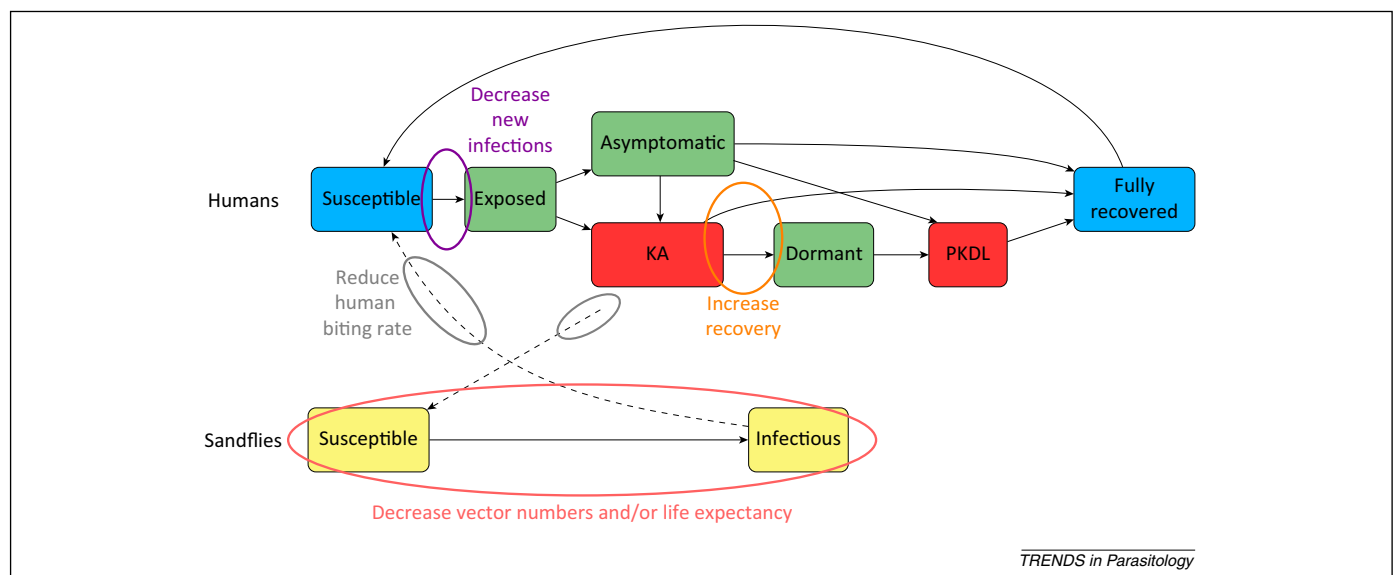 Decrease
new
infections
Asymptomatic
Humans
Susceptible
Exposed
Fully
recovered
KA
Dormant
PKDL
Reduce
human
biting rate
Increase
recovery
Sandflies
Susceptible
Infectious
Decrease vector numbers and/or life expectancy
TRENDS in Parasitology